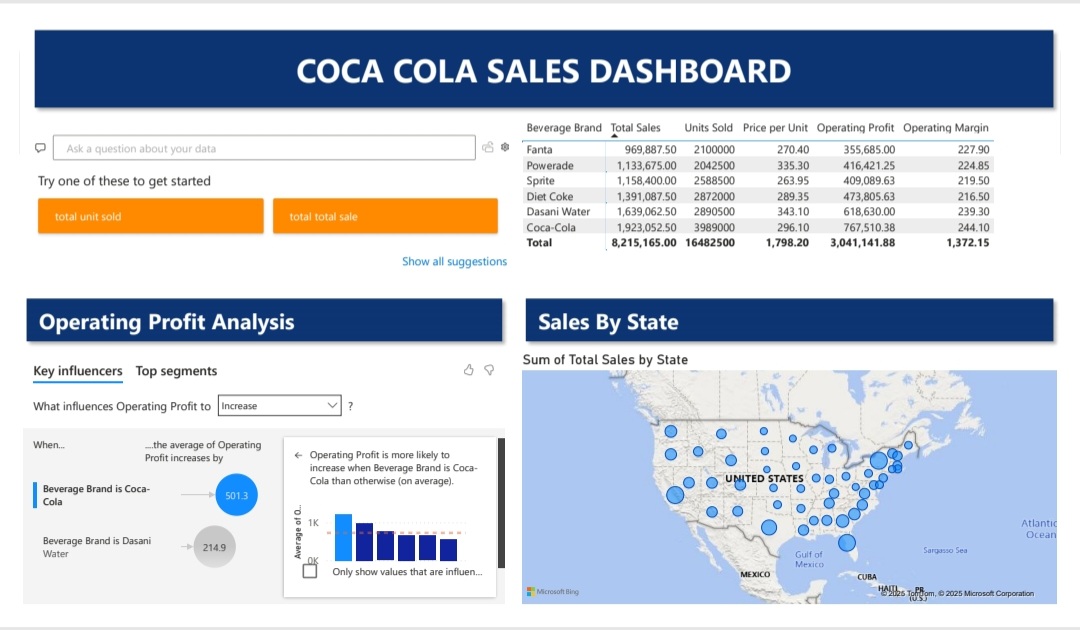 COCA COLA SALES DASHBOARD
Ask a question about your data
Try one of these to get started
total unit sold
total total sale
Show all suggestions
Beverage Brand Total Sales Units Sold Price per Unit Operating Profit Operating Margin
Fanta 969,887.50 2100000 270.40 355,685.00 227.90
Powerade 1,133,675.00 2042500 335.30 416,421.25 224.85
Sprite 1,158,400.00 2588500 263.95 409,089.63 219.50
Diet Coke 1,391,087.50 2872000 289.35 473,805.63 216.50
Dasani Water 1,639,062.50 2890500 343.10 618,630.00 239.30
Coca-Cola 1,923,052.50 3989000 296.10 767,510.38 244.10
Total 8,215,165.00 16482500 1,798.20 3,041,141.88 1,372.15
Operating Profit Analysis
Key influencers Top segments
What influences Operating Profit to Increase ?
When...
....the average of Operating
Profit increases by
Beverage Brand is Coca-
Cola
501.3
Beverage Brand is Dasani
Water
214.9
Operating Profit is more likely to
increase when Beverage Brand is Coca-
Cola than otherwise (on average).
Average of O...
1K
0K
Only show values that are influen...
Sales By State
Sum of Total Sales by State
UNITED STATES
Atlantic
Ocean
Gulf of
Mexico
Sargasso Sea
MEXICO
CUBA
HAITI
PR
(U.S.)
Microsoft Bing
© 2025 TomTom, © 2025 Microsoft Corporation